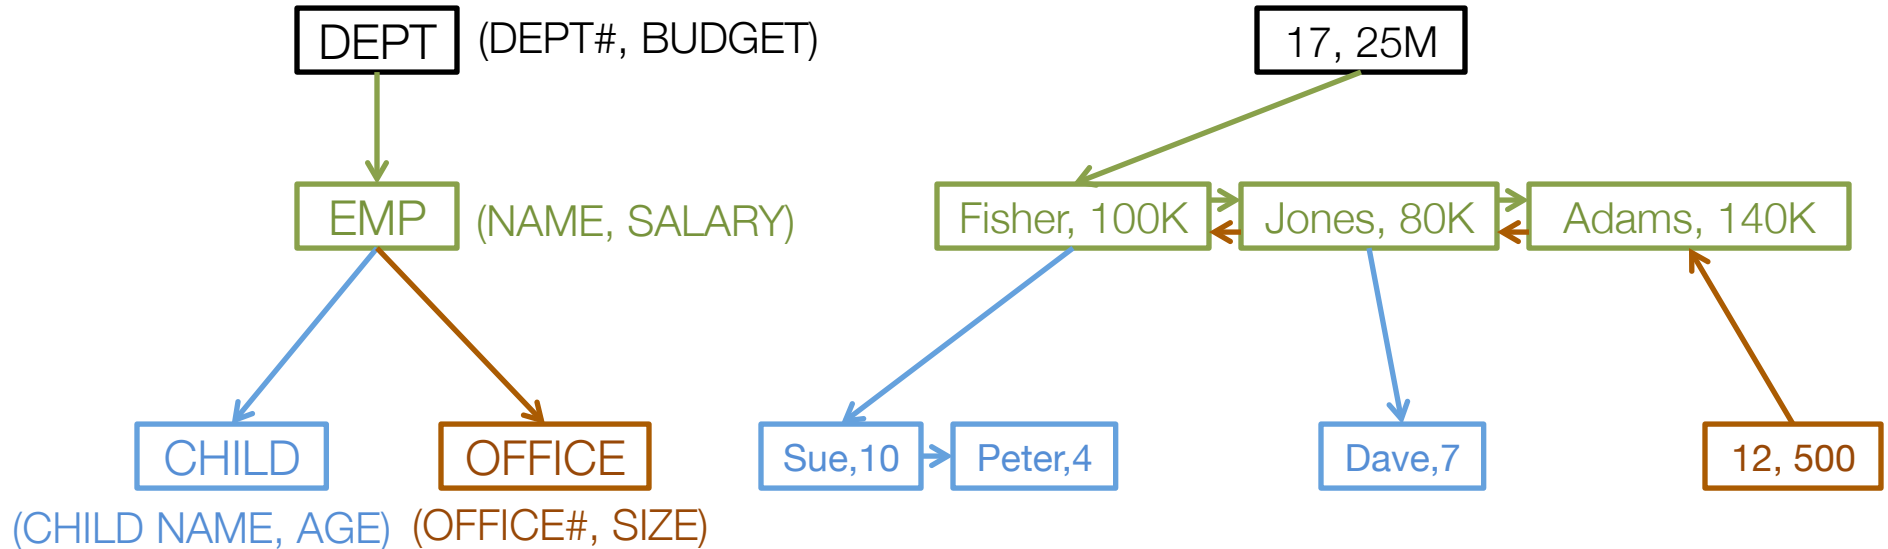 DEPT (DEPT#, BUDGET)
17, 25M
EMP (NAME, SALARY)
Fisher, 100K
Jones, 80K
Adams, 140K
CHILD
OFFICE
Sue,10
Peter,4
Dave,7
12, 500
(CHILD NAME, AGE)
(OFFICE#, SIZE)